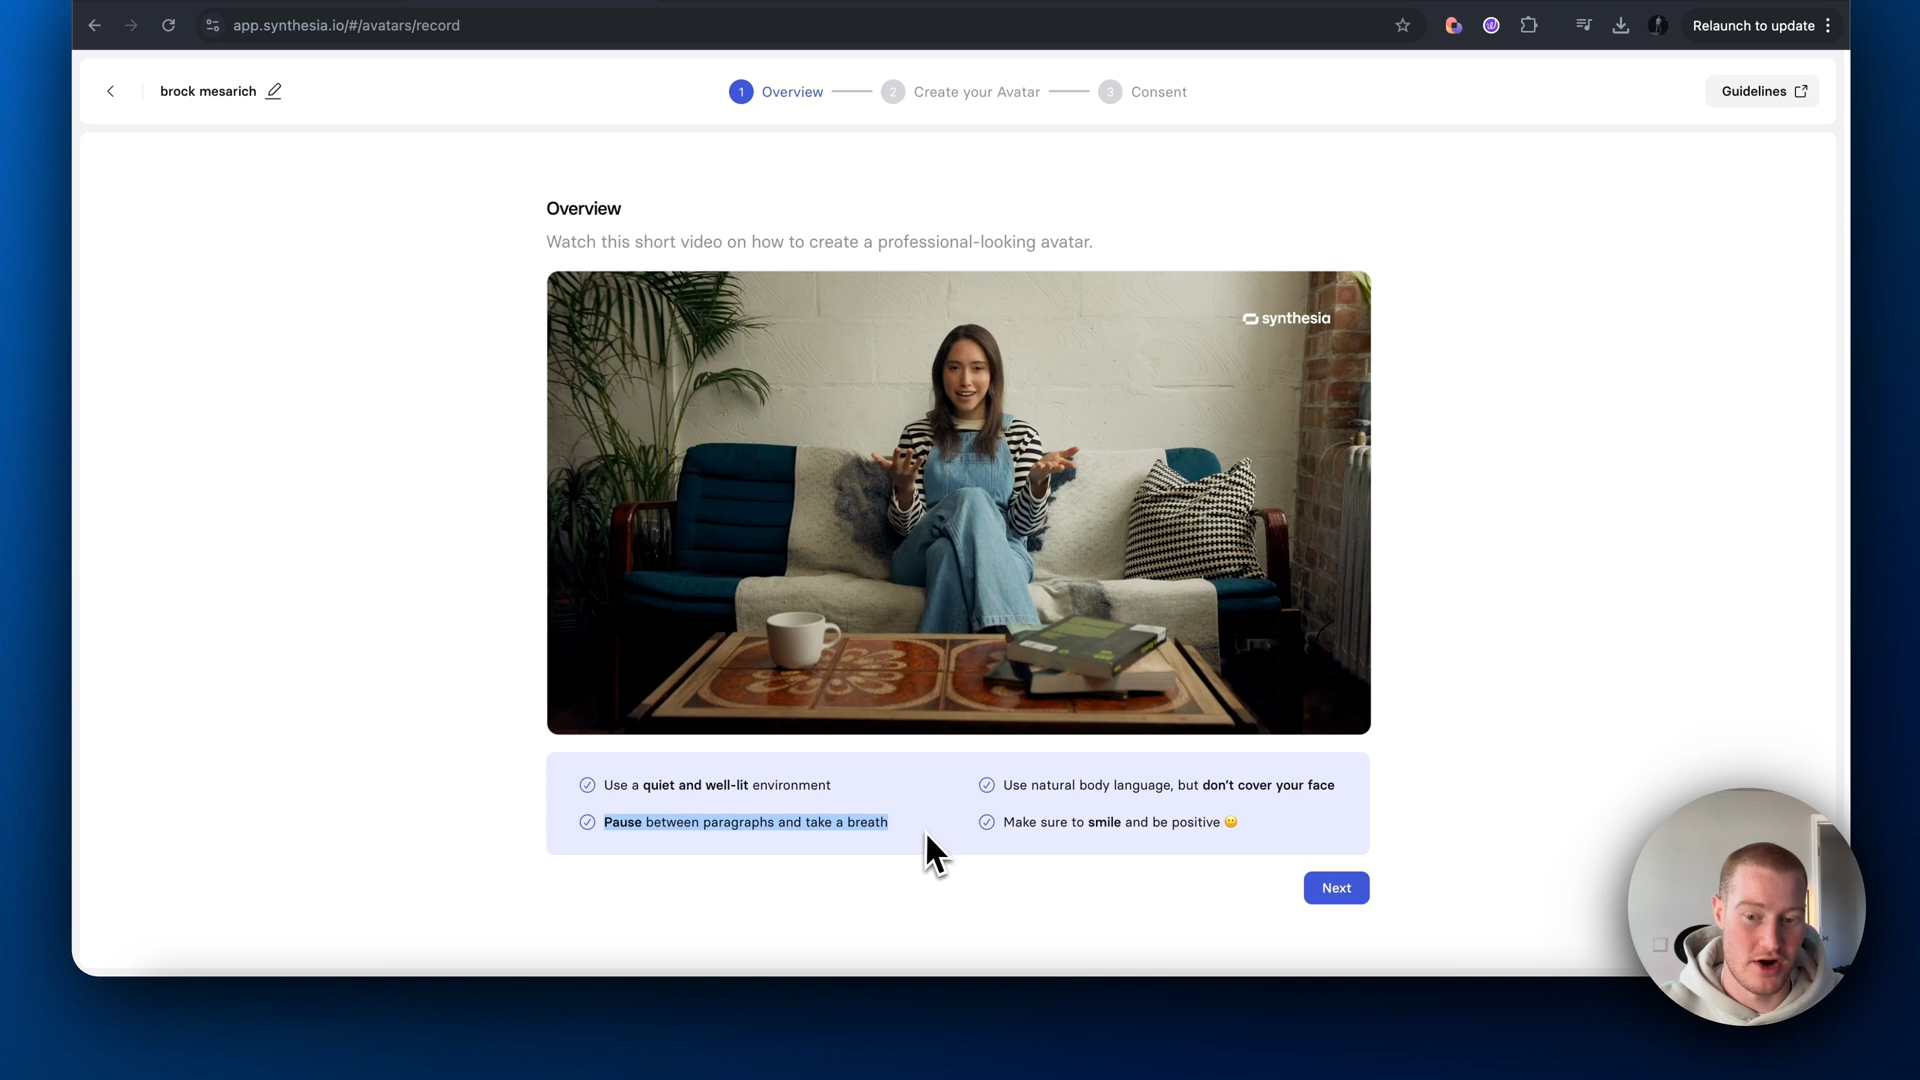 app.synthesia.io/#/avatars/record
Relaunch to update
brock mesarich
1 Overview
2 Create your Avatar
3 Consent
Guidelines
Overview
Watch this short video on how to create a professional-looking avatar.
synthesia
Use a quiet and well-lit environment
Use natural body language, but don't cover your face
Pause between paragraphs and take a breath
Make sure to smile and be positive 🙂
Next